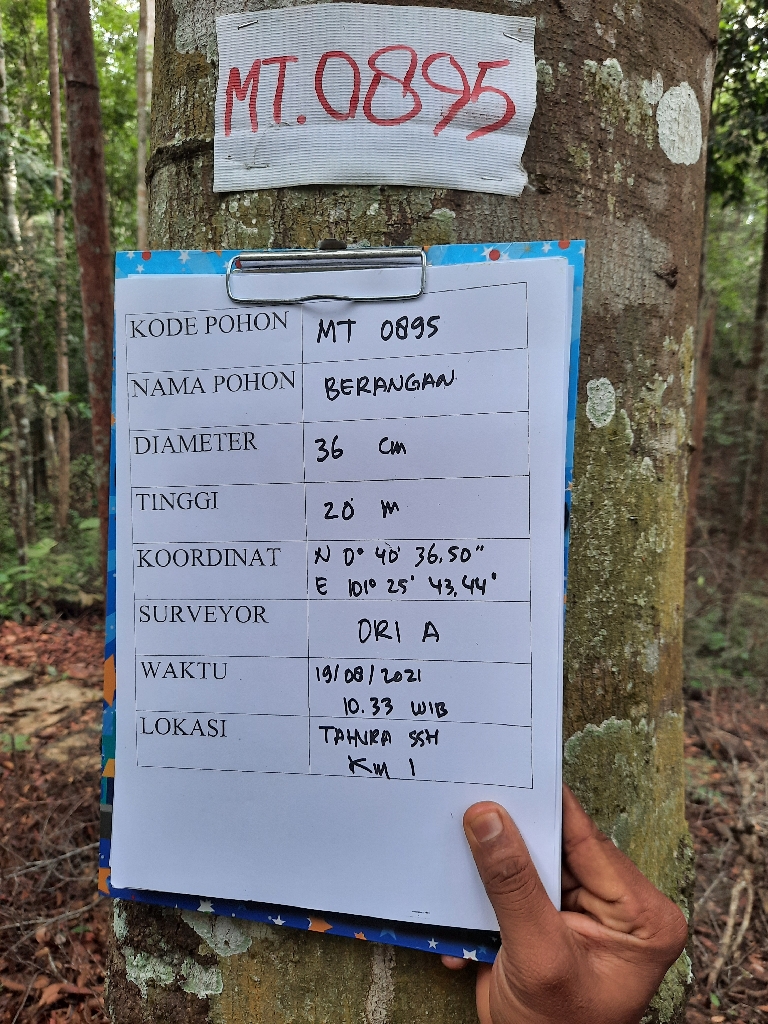 MT.0895
KODE POHON MT 0895
NAMA POHON BERANGAN
DIAMETER 36 cm
TINGGI 20 m
KOORDINAT N 0° 40' 36,50"
E 101° 25' 43,44"
SURVEYOR ORI A
WAKTU 19/08/2021
10.33 WIB
LOKASI TAHURA SSH
Km 1